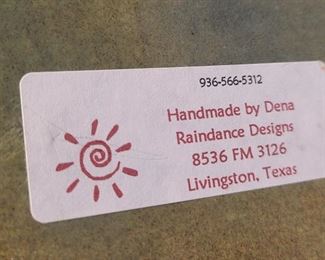 936-566-5312
Handmade by Dena
Raindance Designs
8536 FM 3126
Livingston, Texas